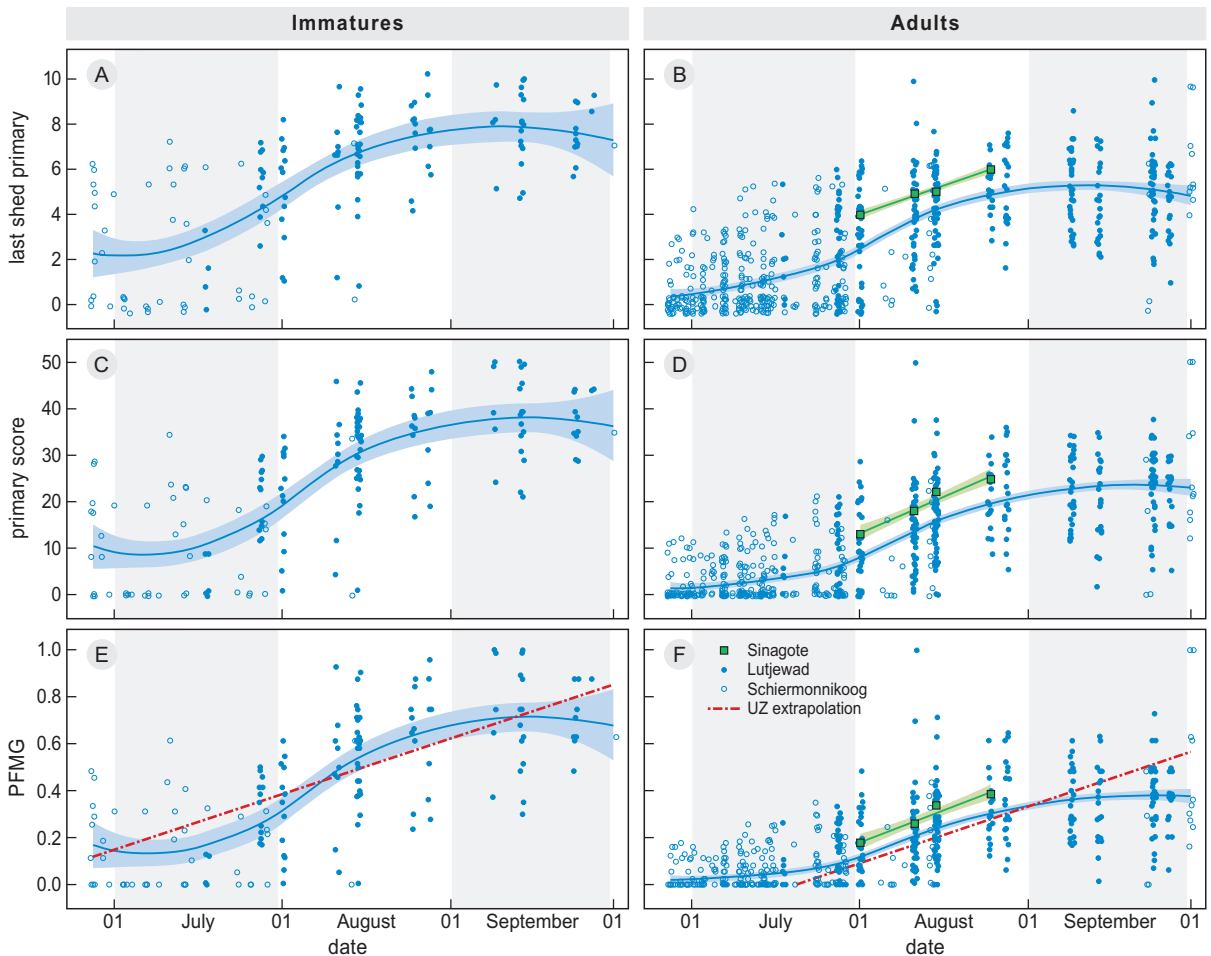 Immatures
Adults
A
B
last shed primary
10
8
6
4
2
0
C
D
primary score
50
40
30
20
10
0
E
F
PFMG
1.0
0.8
0.6
0.4
0.2
0.0
Sinagote
Lutjewad
Schiermonnikoog
UZ extrapolation
01 July 01 August 01 September 01
01 July 01 August 01 September 01
date
date